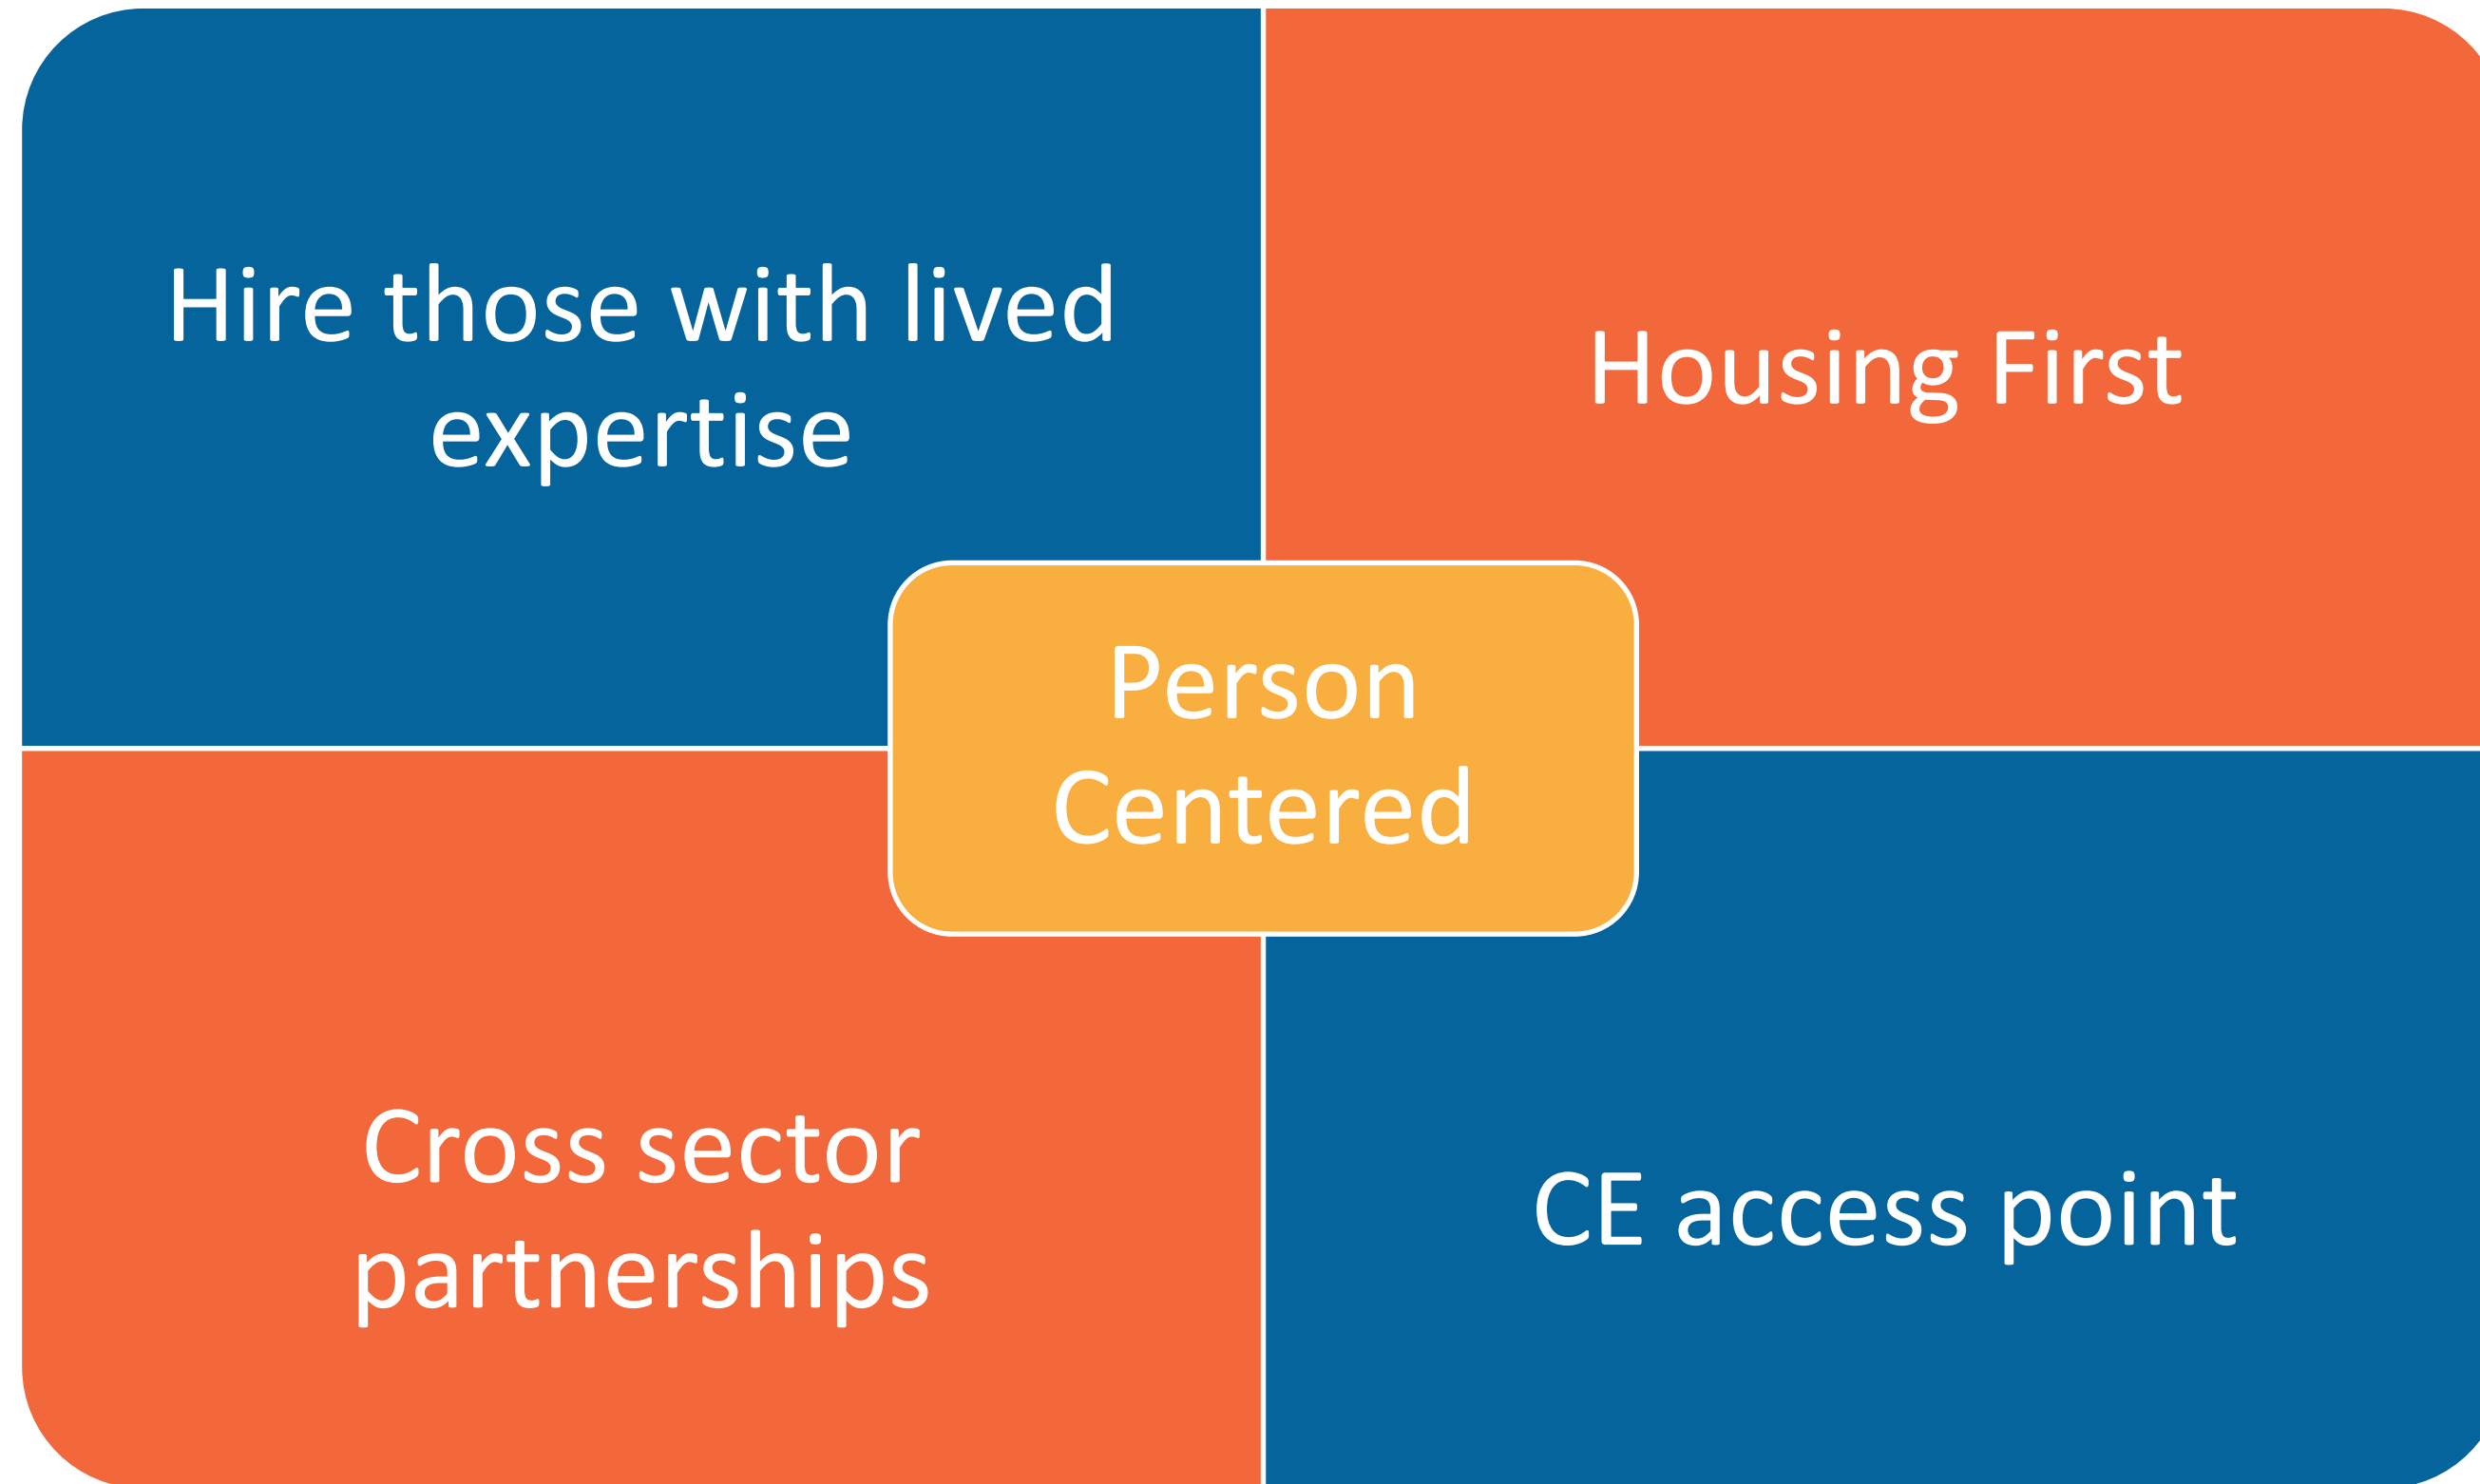 Hire those with lived
expertise
Housing First
Person
Centered
Cross sector
partnerships
CE access point